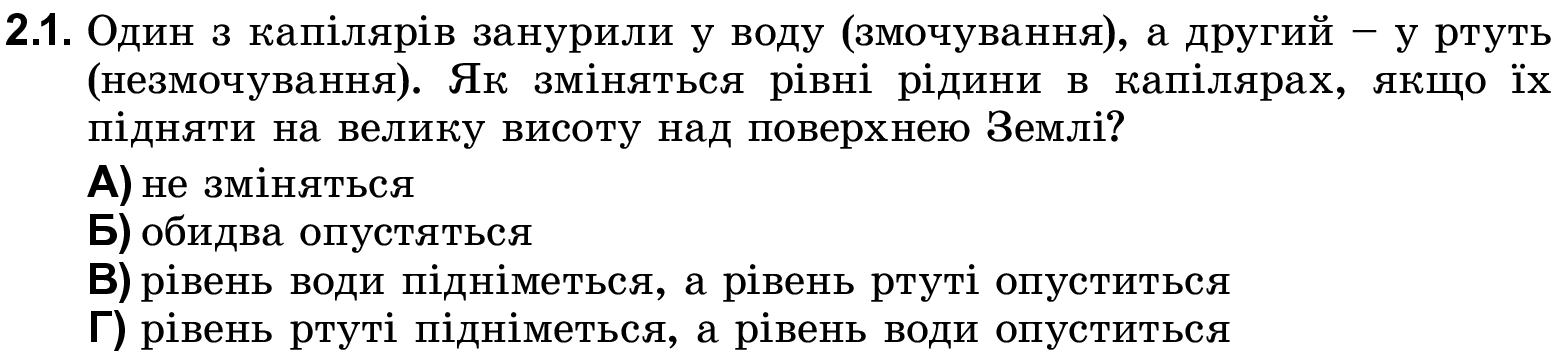 2.1. Один з капілярів занурили у воду (змочування), а другий – у ртуть
(незмочування). Як зміняться рівні рідини в капілярах, якщо їх
підняти на велику висоту над поверхнею Землі?
А) не зміняться
Б) обидва опустяться
В) рівень води підніметься, а рівень ртуті опуститься
Г) рівень ртуті підніметься, а рівень води опуститься